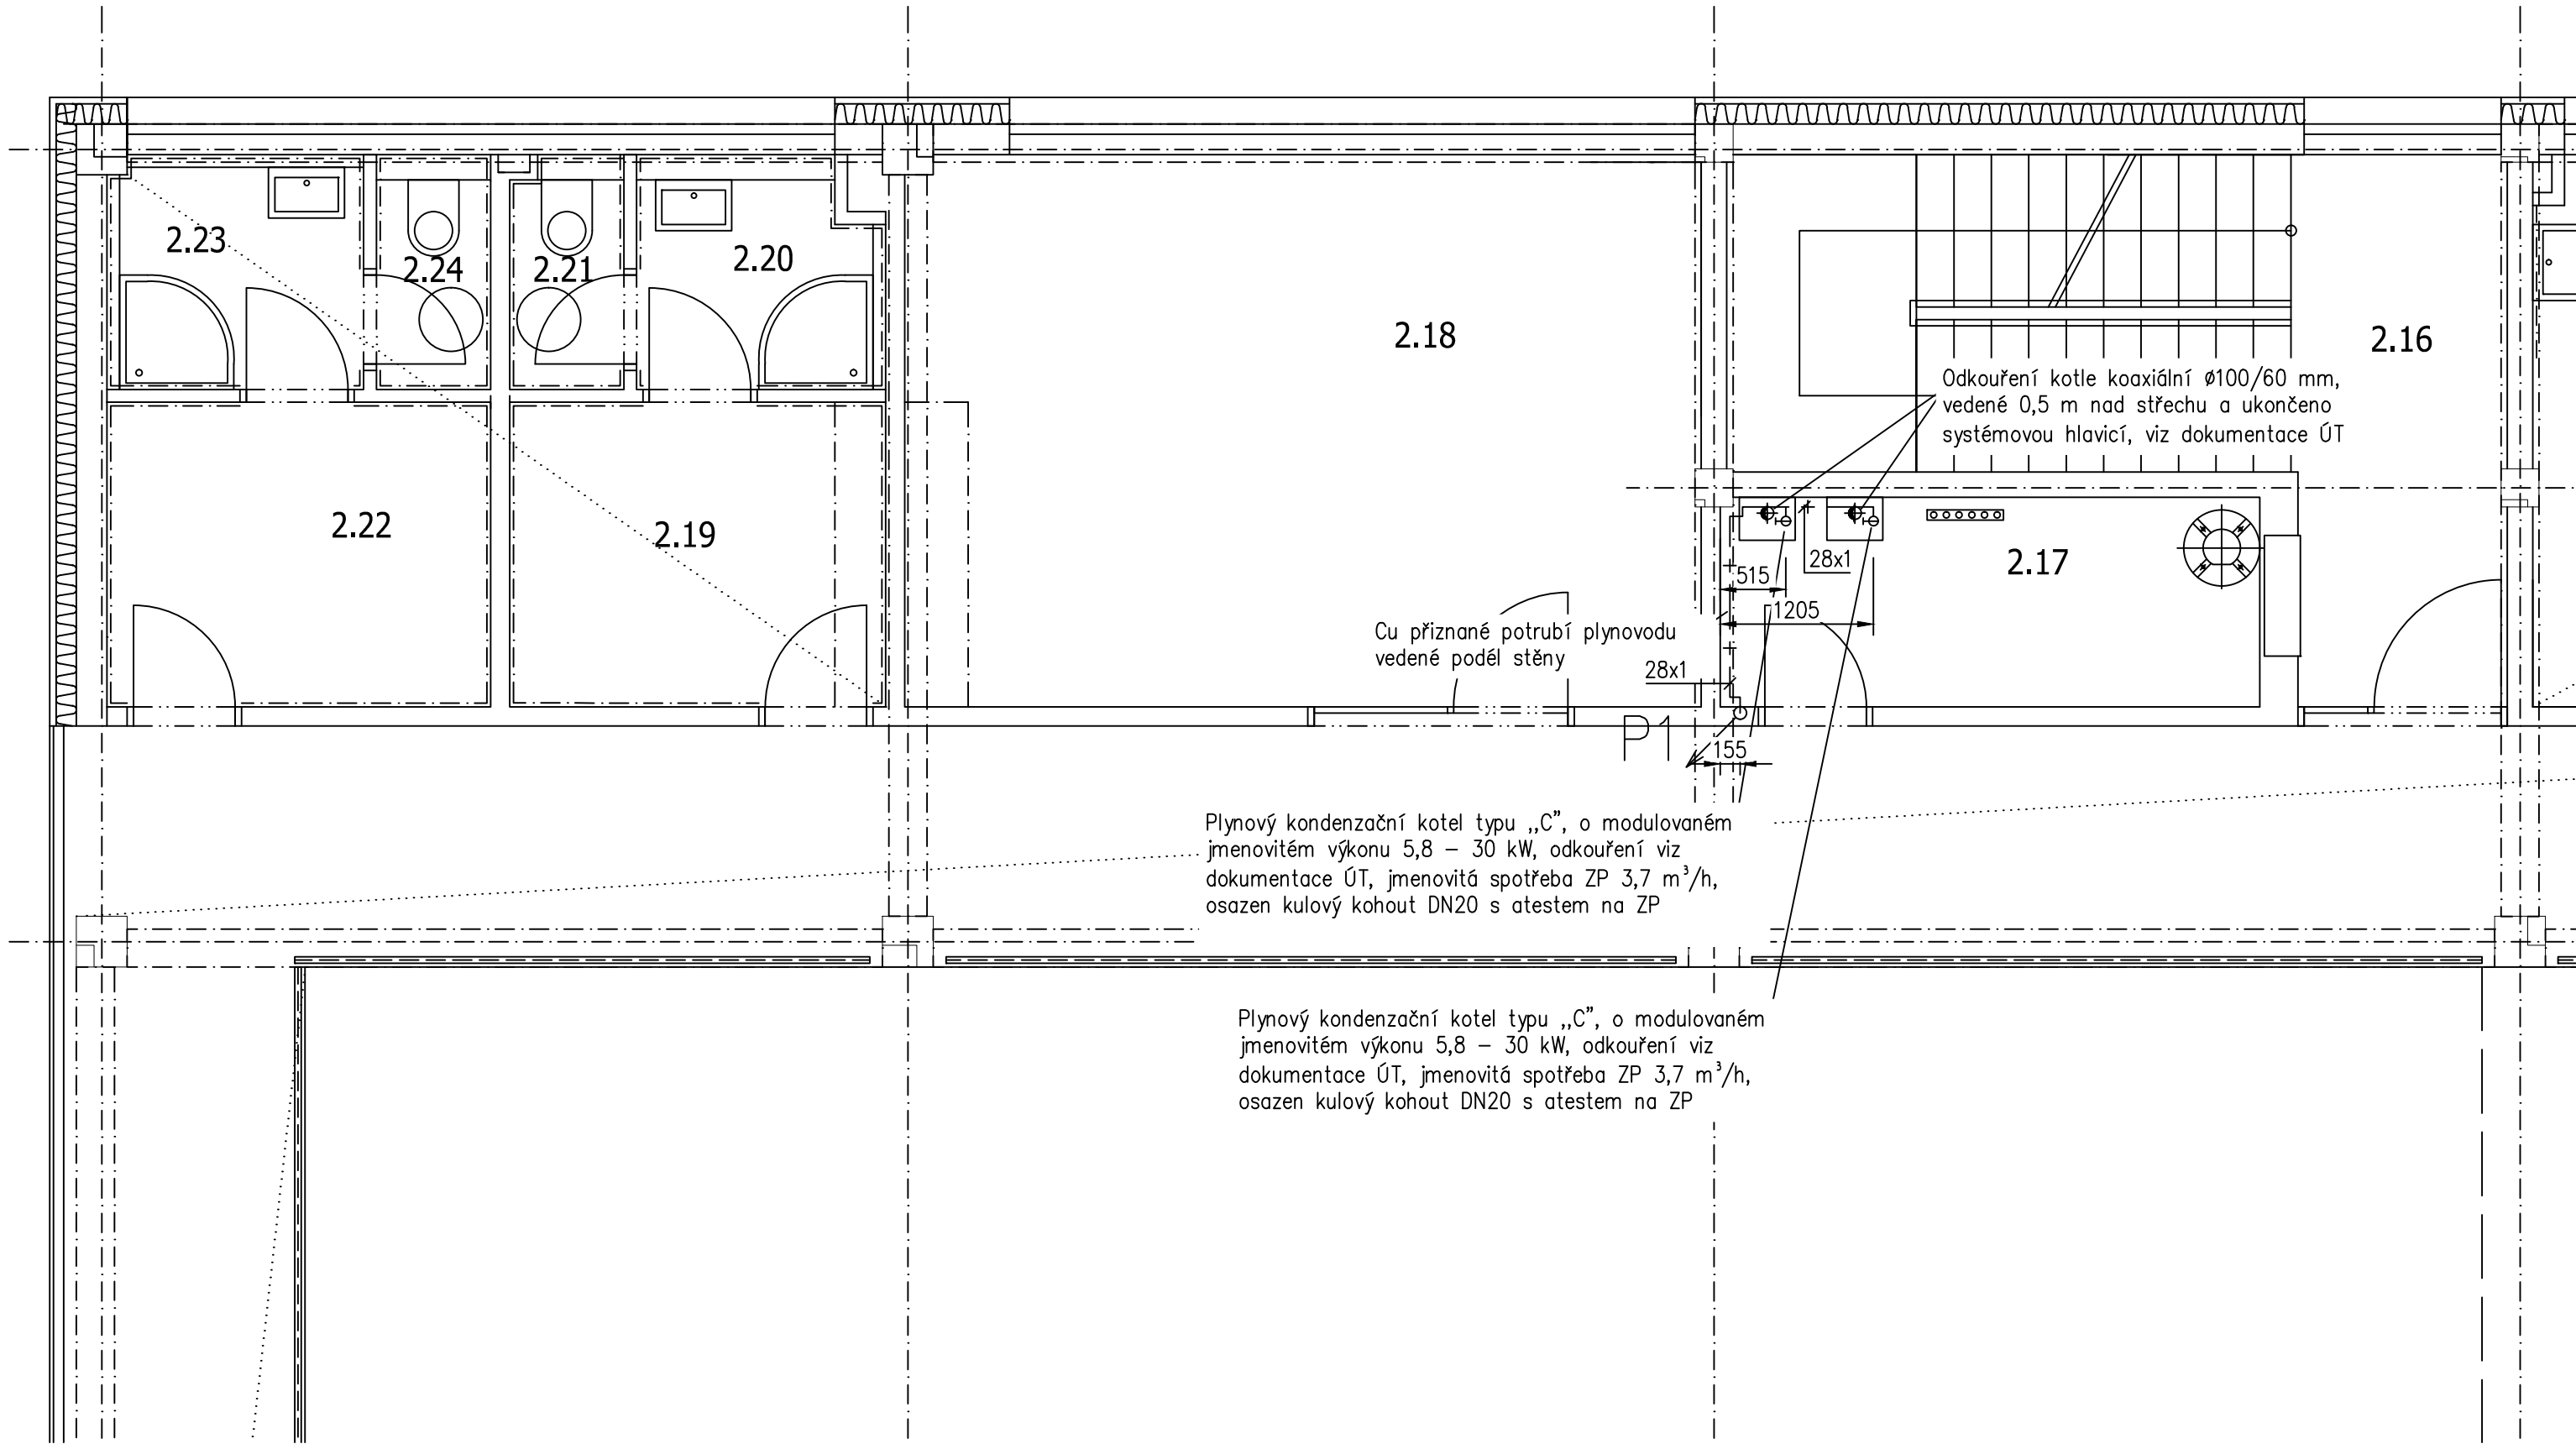 2.23
2.24
2.21
2.20
2.18
2.16
Odkouření kotle koaxiální ø100/60 mm,
vedené 0,5 m nad střechu a ukončeno
systémovou hlavicí, viz dokumentace ÚT
2.22
2.19
2.17
28x1
515
1205
Cu přiznané potrubí plynovodu
vedené podél stěny
28x1
P1
155
Plynový kondenzační kotel typu ,,C”, o modulovaném
jmenovitém výkonu 5,8 – 30 kW, odkouření viz
dokumentace ÚT, jmenovitá spotřeba ZP 3,7 m³/h,
osazen kulový kohout DN20 s atestem na ZP
Plynový kondenzační kotel typu ,,C”, o modulovaném
jmenovitém výkonu 5,8 – 30 kW, odkouření viz
dokumentace ÚT, jmenovitá spotřeba ZP 3,7 m³/h,
osazen kulový kohout DN20 s atestem na ZP